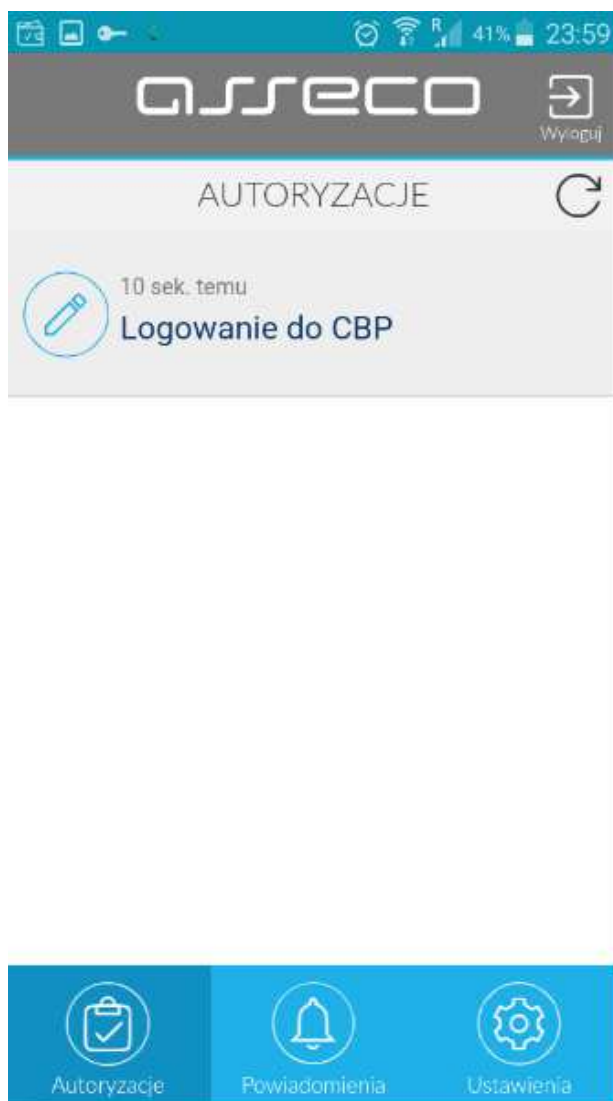 R 41% 23:59
asseco
Wyloguj
AUTORYZACJE
10 sek. temu
Logowanie do CBP
Autoryzacje Powiadomienia Ustawienia